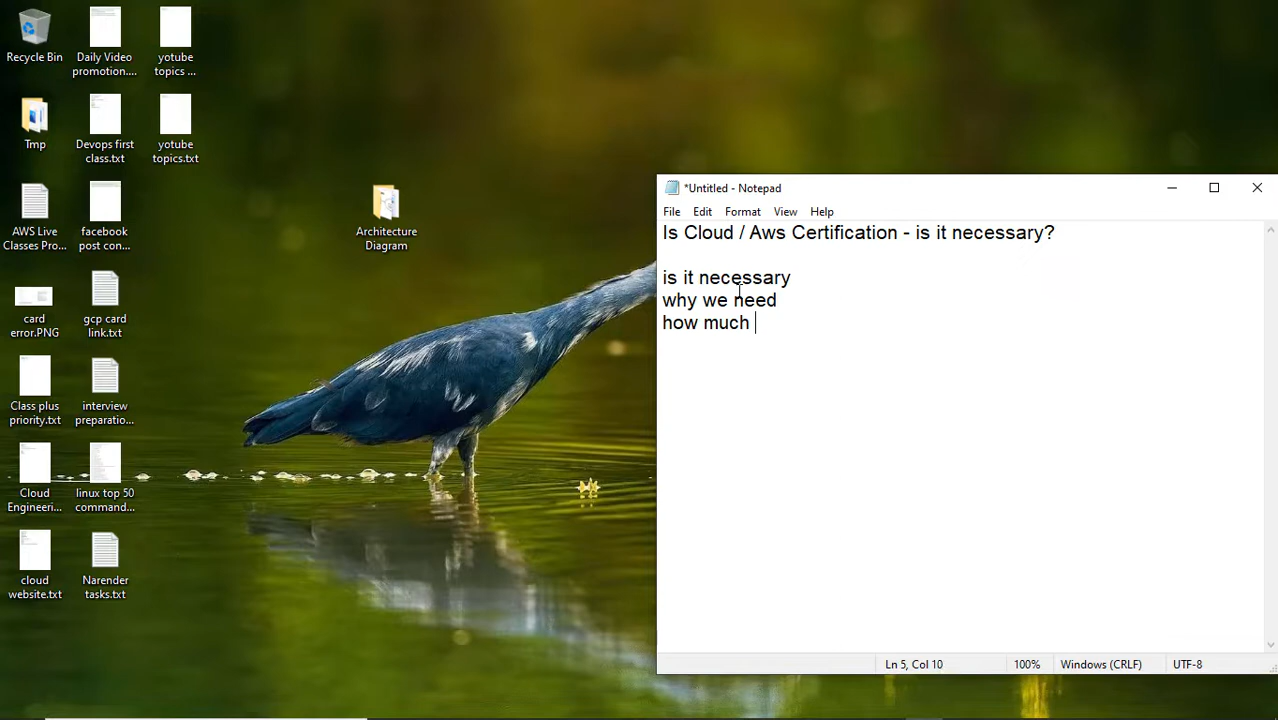 Recycle Bin
Daily Video promotion....
yotube topics ...
Tmp
Devops first class.txt
yotube topics.txt
AWS Live Classes Pro...
facebook post con...
Architecture Diagram
card error.PNG
gcp card link.txt
Class plus priority.txt
interview preparatio...
Cloud Engineeri...
linux top 50 command...
cloud website.txt
Narender tasks.txt
*Untitled - Notepad
File Edit Format View Help
Is Cloud / Aws Certification - is it necessary?
is it necessary
why we need
how much
Ln 5, Col 10 100% Windows (CRLF) UTF-8